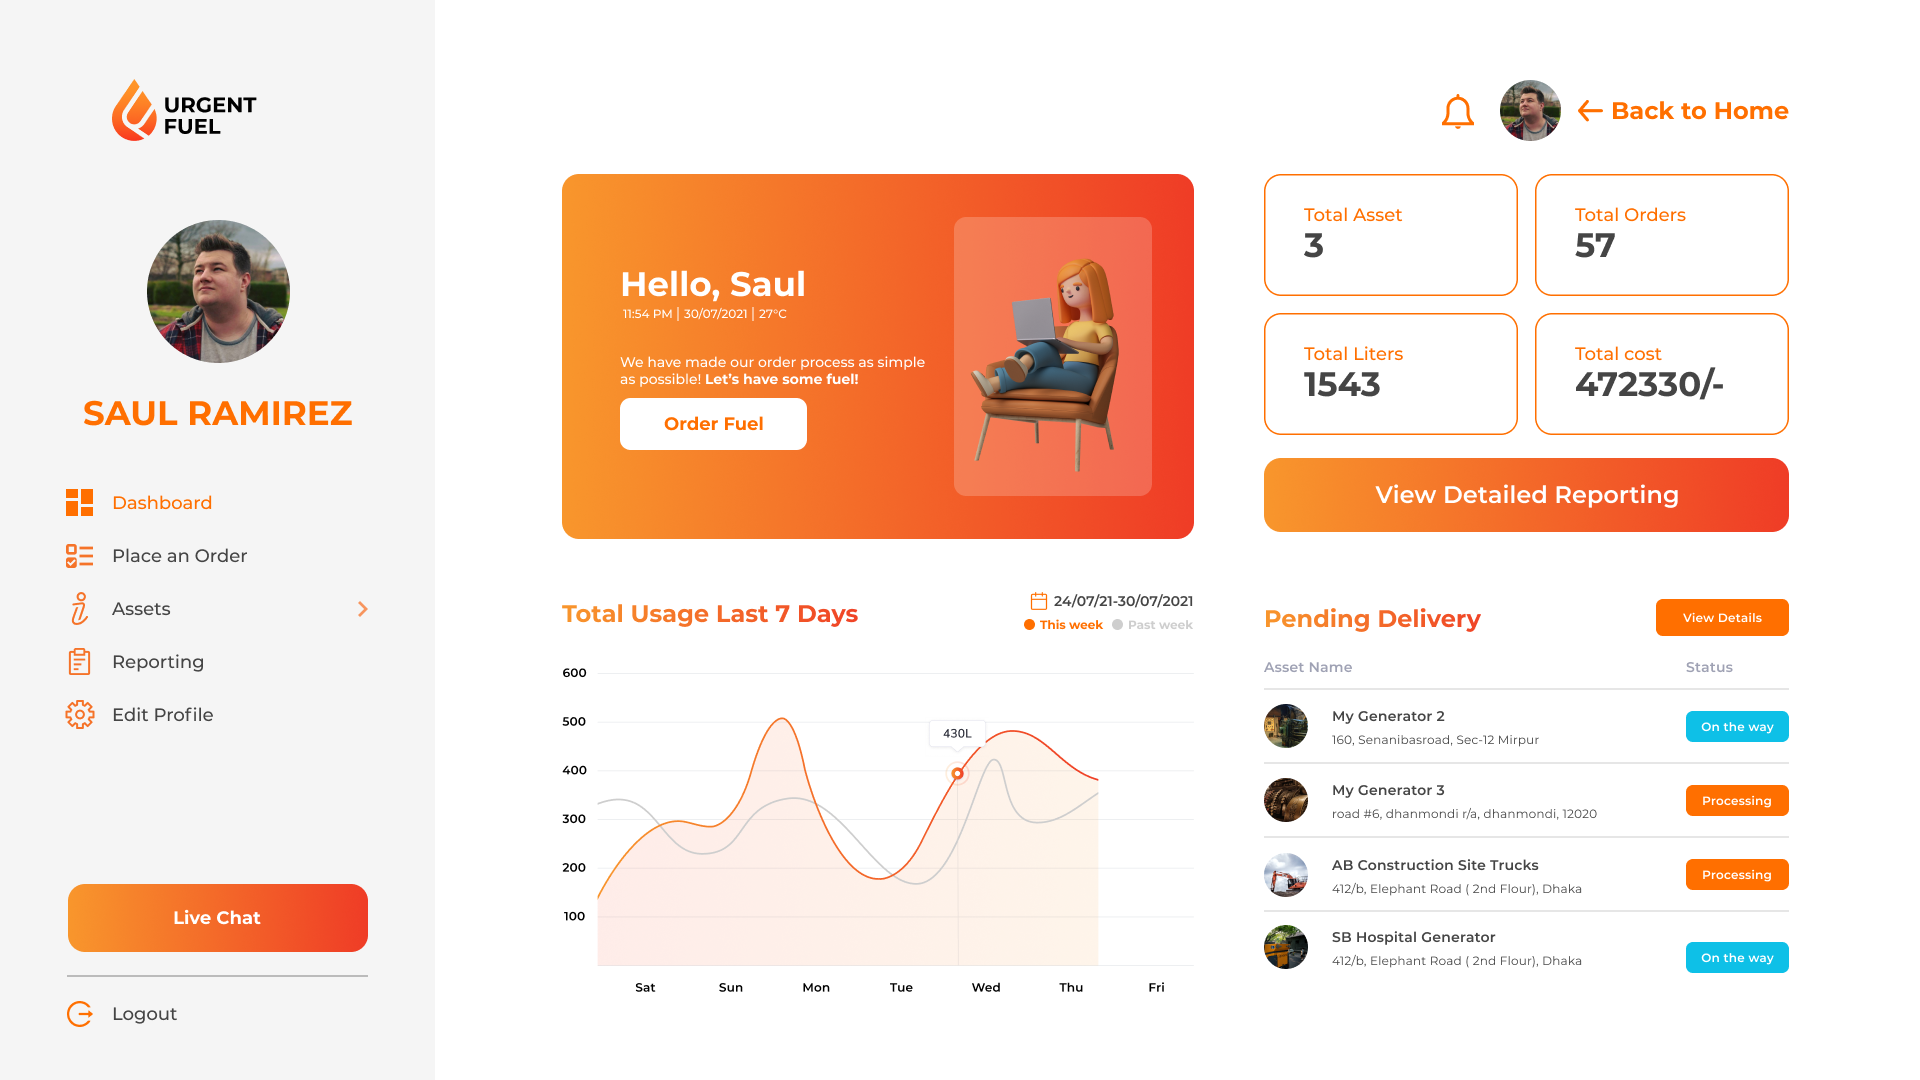 URGENT
FUEL
SAUL RAMIREZ
Dashboard
Place an Order
Assets
Reporting
Edit Profile
Live Chat
Logout
Back to Home
Hello, Saul
11:54 PM | 30/07/2021 | 27°C
We have made our order process as simple
as possible! Let's have some fuel!
Order Fuel
Total Asset
3
Total Orders
57
Total Liters
1543
Total cost
472330/-
View Detailed Reporting
Total Usage Last 7 Days
24/07/21-30/07/2021
This week
Past week
600
500
400
300
200
100
430L
Sat
Sun
Mon
Tue
Wed
Thu
Fri
Pending Delivery
View Details
Asset Name
Status
My Generator 2
160, Senanibasroad, Sec-12 Mirpur
On the way
My Generator 3
road #6, dhanmondi r/a, dhanmondi, 12020
Processing
AB Construction Site Trucks
412/b, Elephant Road ( 2nd Flour), Dhaka
Processing
SB Hospital Generator
412/b, Elephant Road ( 2nd Flour), Dhaka
On the way